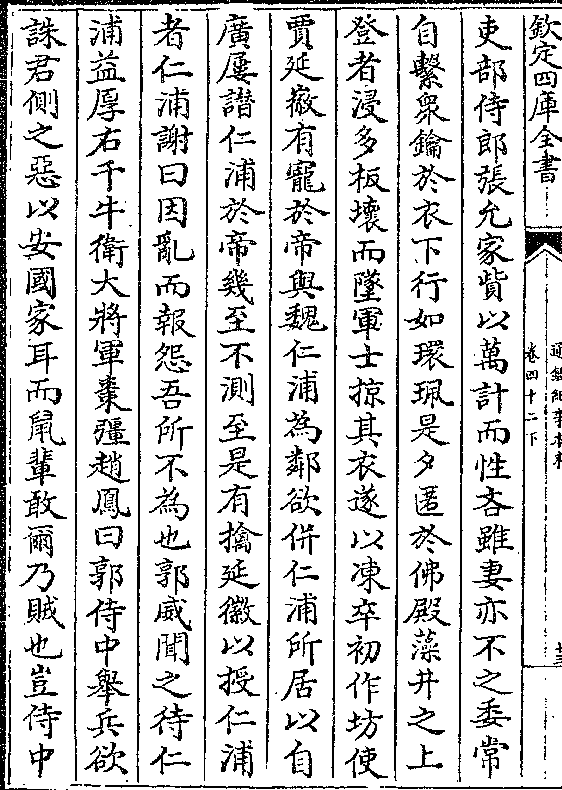 欽定四庫全書
通鑑紀事本末
卷四十二下
吏部侍郎張允家貲以萬計而性吝雖妻亦不之委常
自繫衆鑰於衣下行如環珮是夕匿於佛殿藻井之上
登者浸多板壞而墜軍士掠其衣遂以凍卒初作坊使
賈延徽有寵於帝與魏仁浦為鄰欲併仁浦所居以自
廣屢譖仁浦於帝幾至不測至是有擒延徽以授仁浦
者仁浦謝曰因亂而報怨吾所不為也郭威聞之待仁
浦益厚右千牛衛大將軍棗彊趙鳳曰郭侍中舉兵欲
誅君側之惡以安國家耳而鼠輩敢爾乃賊也豈侍中